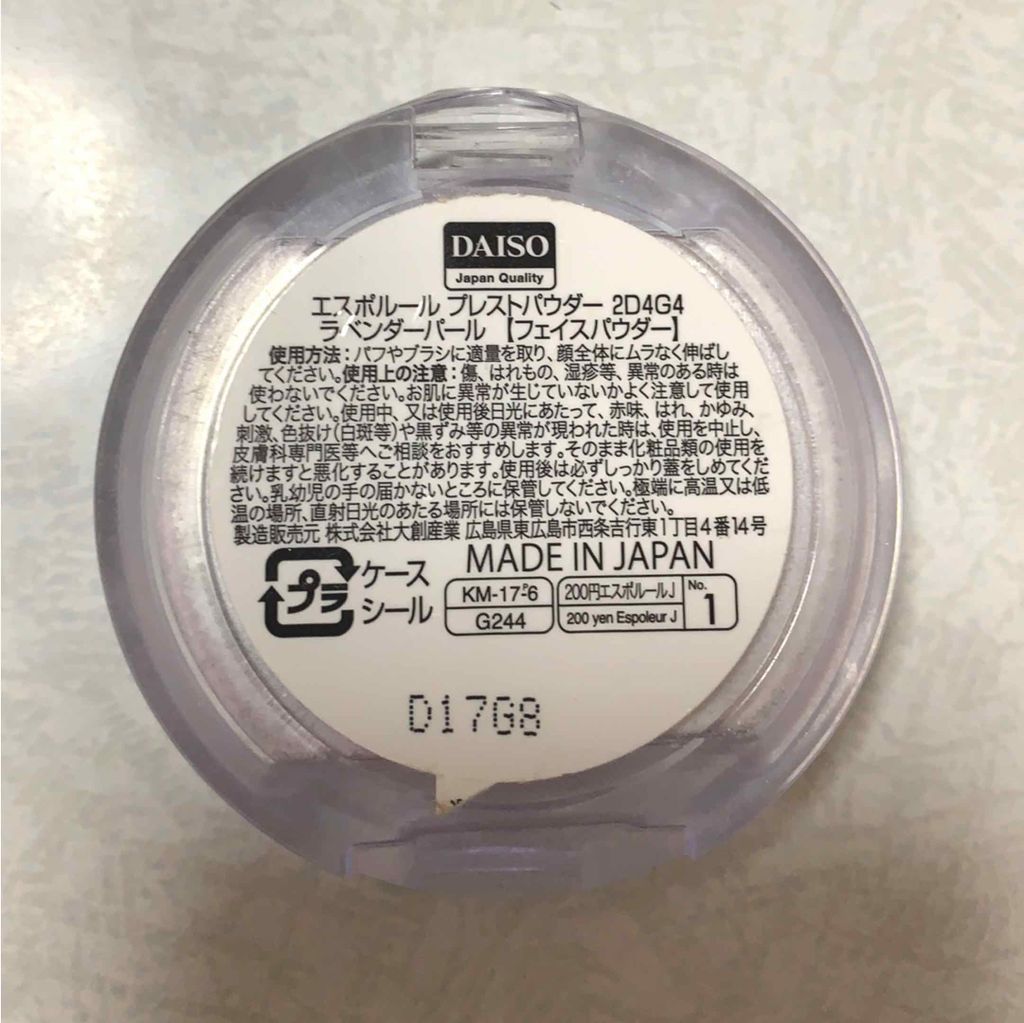 DAISO
Japan Quality
エスポルール プレストパウダー 2D4G4
ラベンダーパール 【フェイスパウダー】
使用方法：パフやブラシに適量を取り、顔全体にムラなく伸ばし
てください。使用上の注意：傷、はれもの、湿疹等、異常のある時は
使わないでください。お肌に異常が生じていないかよく注意して使用
してください。使用中、又は使用後日光にあたって、赤味、はれ、かゆみ、
刺激、色抜け(白斑等)や黒ずみ等の異常が現われた時は、使用を中止し、
皮膚科専門医等へご相談をおすすめします。そのまま化粧品類の使用を
続けますと悪化することがあります。使用後は必ずしっかり蓋をしめてくだ
さい。乳幼児の手の届かないところに保管してください。極端に高温又は低
温の場所、直射日光のあたる場所には保管しないでください。
製造販売元 株式会社大創産業 広島県東広島市西条吉行東1丁目4番14号
MADE IN JAPAN
プラ
ケース
シール
KM-17-P6
G244
200円エスポルールJ
200 yen Espoleur J
No.
1
D17G8